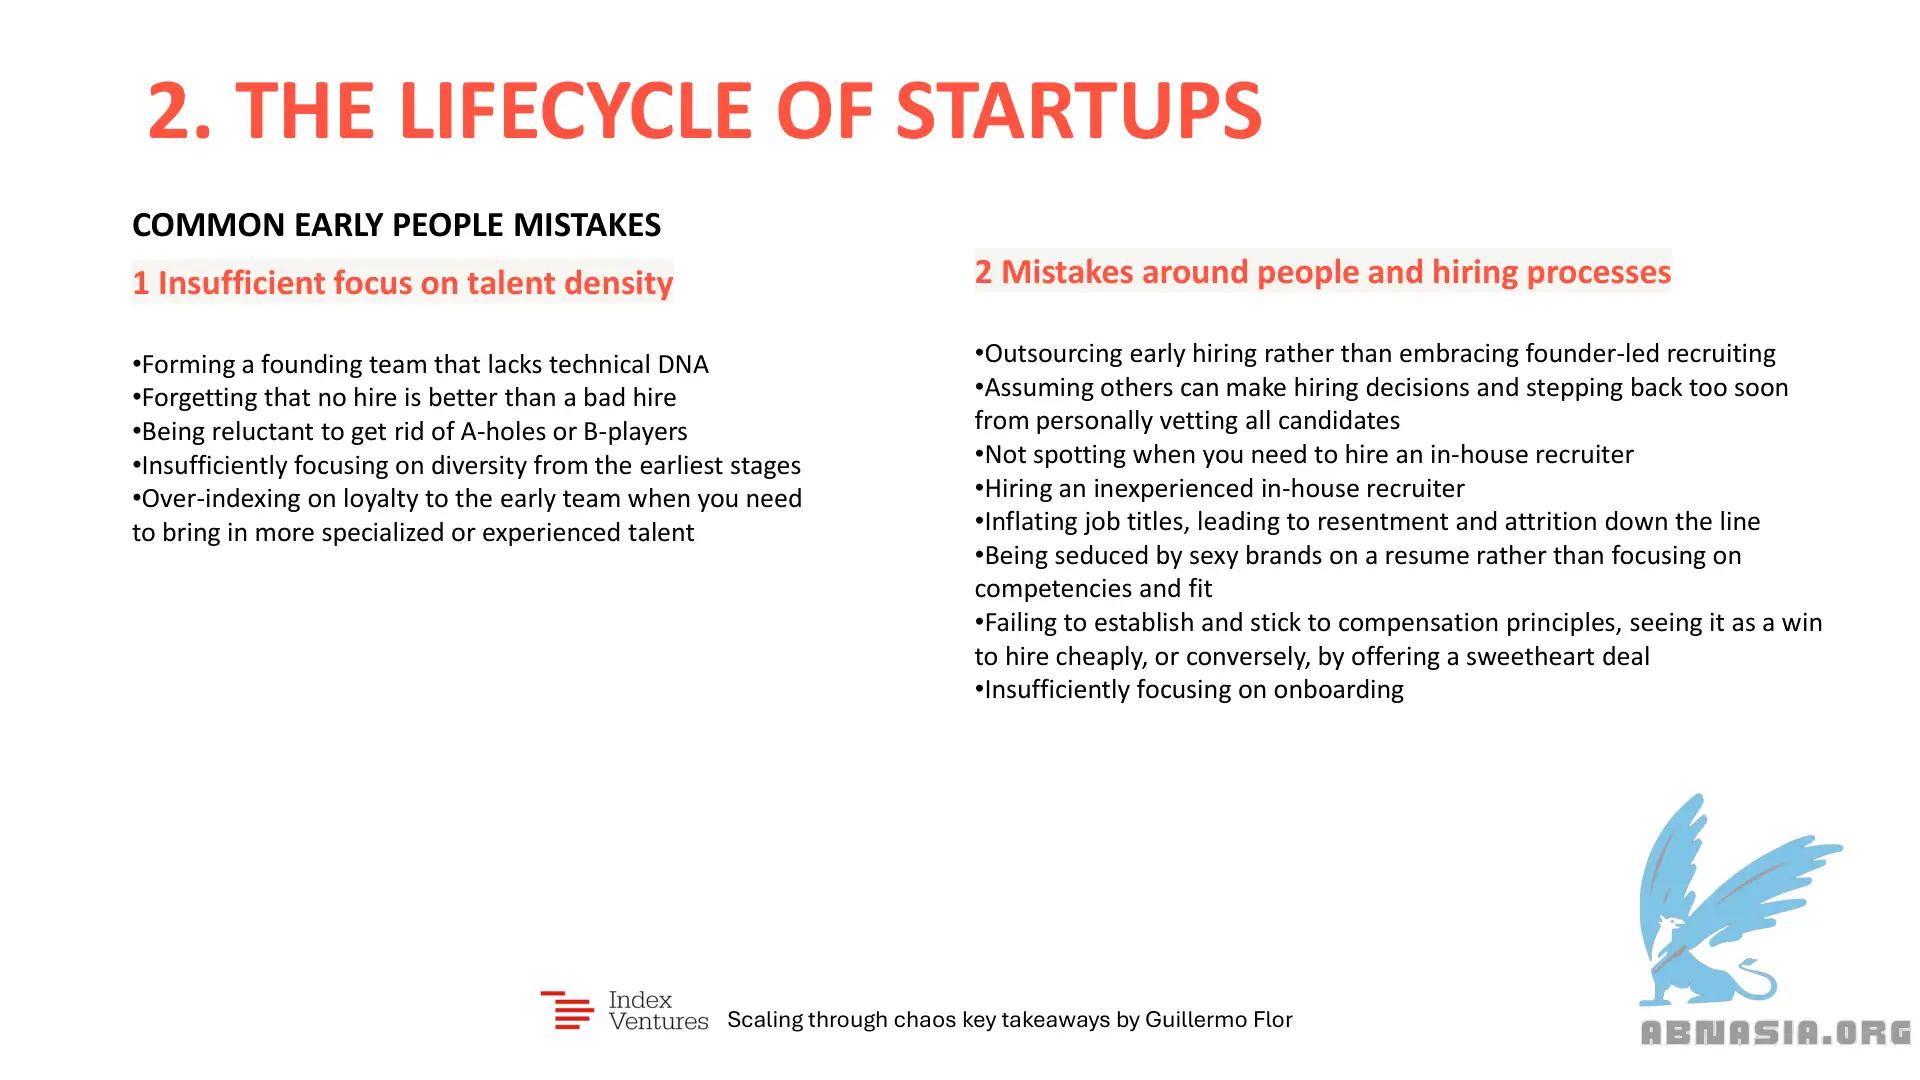 2. THE LIFECYCLE OF STARTUPS
COMMON EARLY PEOPLE MISTAKES
1 Insufficient focus on talent density
•Forming a founding team that lacks technical DNA
•Forgetting that no hire is better than a bad hire
•Being reluctant to get rid of A-holes or B-players
•Insufficiently focusing on diversity from the earliest stages
•Over-indexing on loyalty to the early team when you need
to bring in more specialized or experienced talent
2 Mistakes around people and hiring processes
•Outsourcing early hiring rather than embracing founder-led recruiting
•Assuming others can make hiring decisions and stepping back too soon
from personally vetting all candidates
•Not spotting when you need to hire an in-house recruiter
•Hiring an inexperienced in-house recruiter
•Inflating job titles, leading to resentment and attrition down the line
•Being seduced by sexy brands on a resume rather than focusing on
competencies and fit
•Failing to establish and stick to compensation principles, seeing it as a win
to hire cheaply, or conversely, by offering a sweetheart deal
•Insufficiently focusing on onboarding
Index
Ventures
Scaling through chaos key takeaways by Guillermo Flor
ABNASIA.ORG